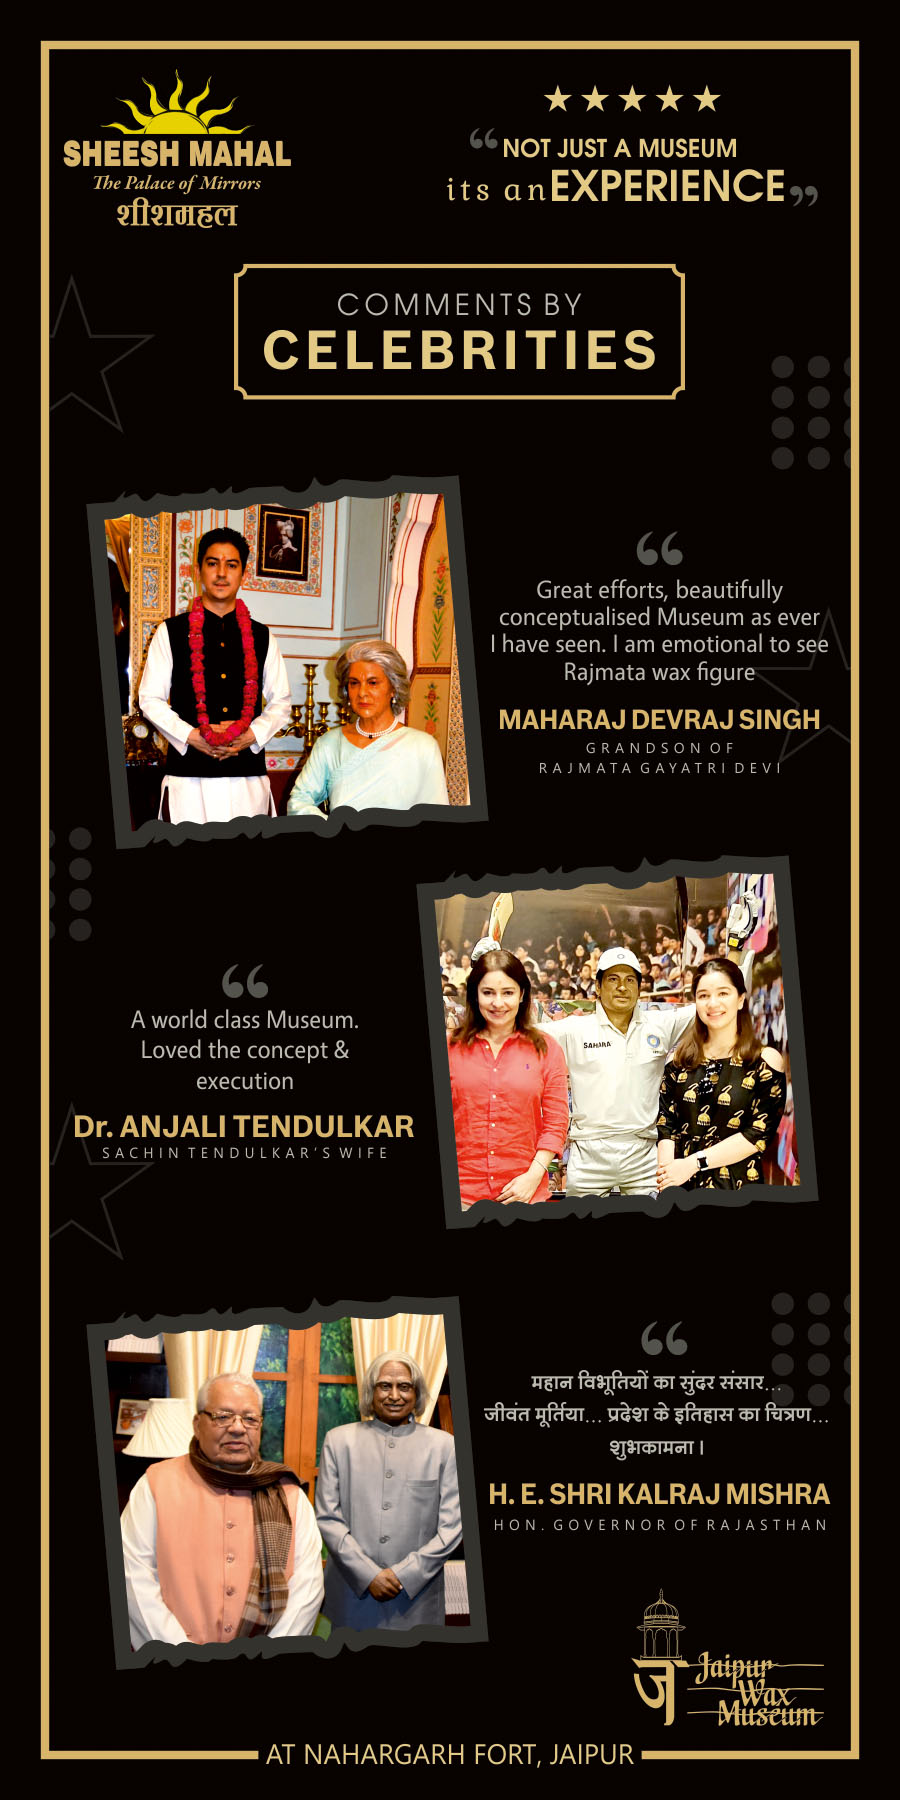 SHEESH MAHAL
The Palace of Mirrors
शीशमहल
“NOT JUST A MUSEUM
its an EXPERIENCE”
COMMENTS BY
CELEBRITIES
“
Great efforts, beautifully
conceptualised Museum as ever
I have seen. I am emotional to see
Rajmata wax figure
MAHARAJ DEVRAJ SINGH
GRANDSON OF
RAJMATA GAYATRI DEVI
SAHARA
“
A world class Museum.
Loved the concept &
execution
Dr. ANJALI TENDULKAR
SACHIN TENDULKAR’S WIFE
“
महान विभूतियों का सुंदर संसार...
जीवंत मूर्तिया... प्रदेश के इतिहास का चित्रण...
शुभकामना।
H. E. SHRI KALRAJ MISHRA
HON. GOVERNOR OF RAJASTHAN
ज
Jaipur
Wax
Museum
AT NAHARGARH FORT, JAIPUR